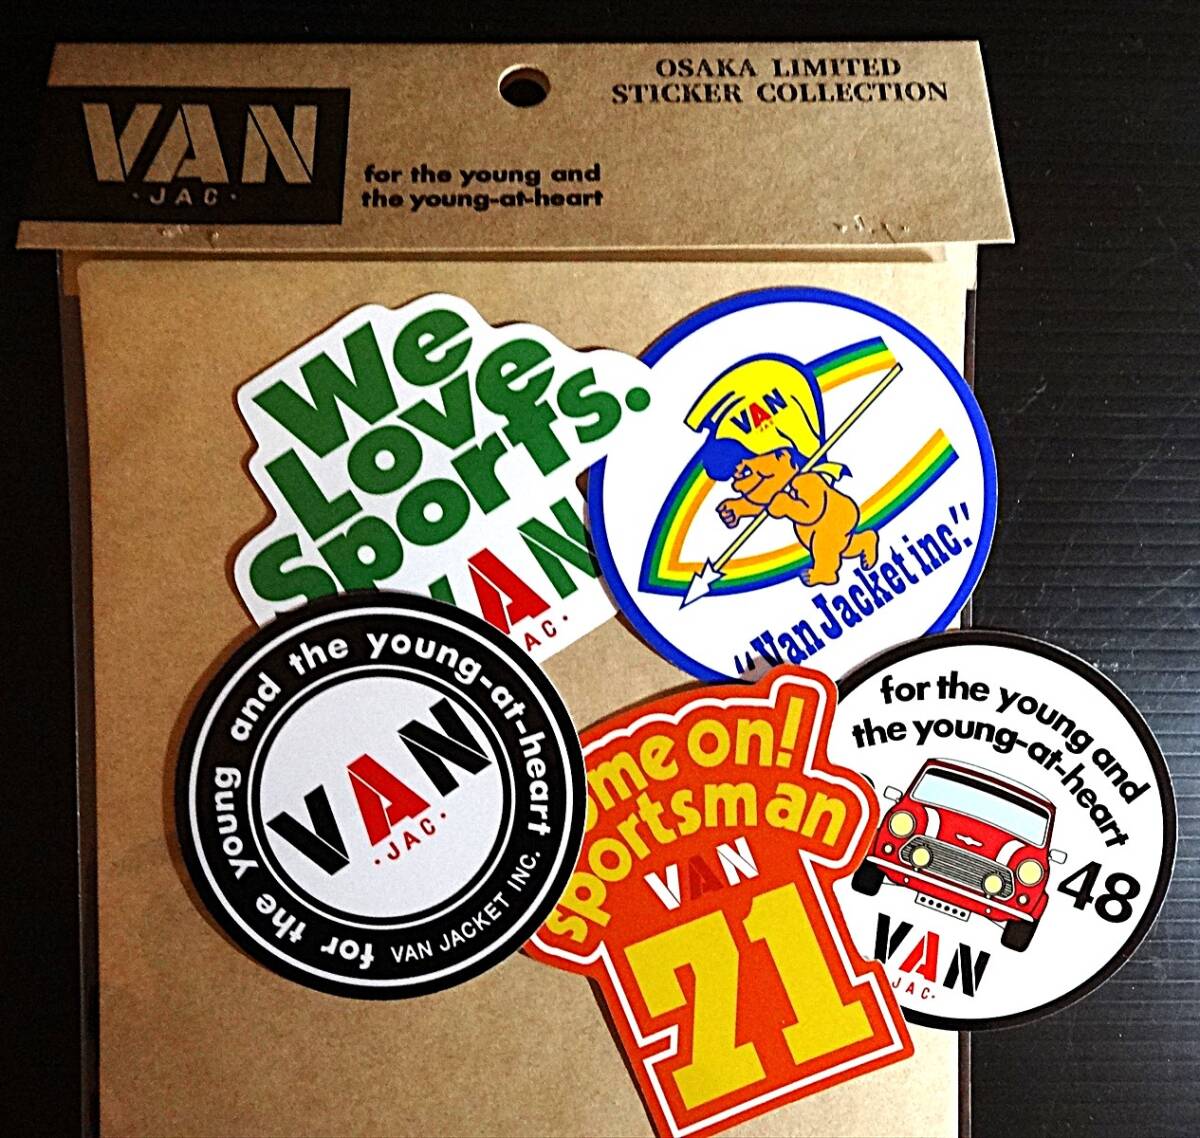 OSAKA LIMITED
STICKER COLLECTION
VAN
·JAC·
for the young and
the young-at-heart
We
Love
Sports.
VAN
JAC·
VAN
JAC
"Van Jacket inc."
for the young and the young-at-heart
VAN JACKET INC.
VAN
·JAC·
ome on!
sportsman
VAN
71
for the young and
the young-at-heart
48
VAN
JAC·